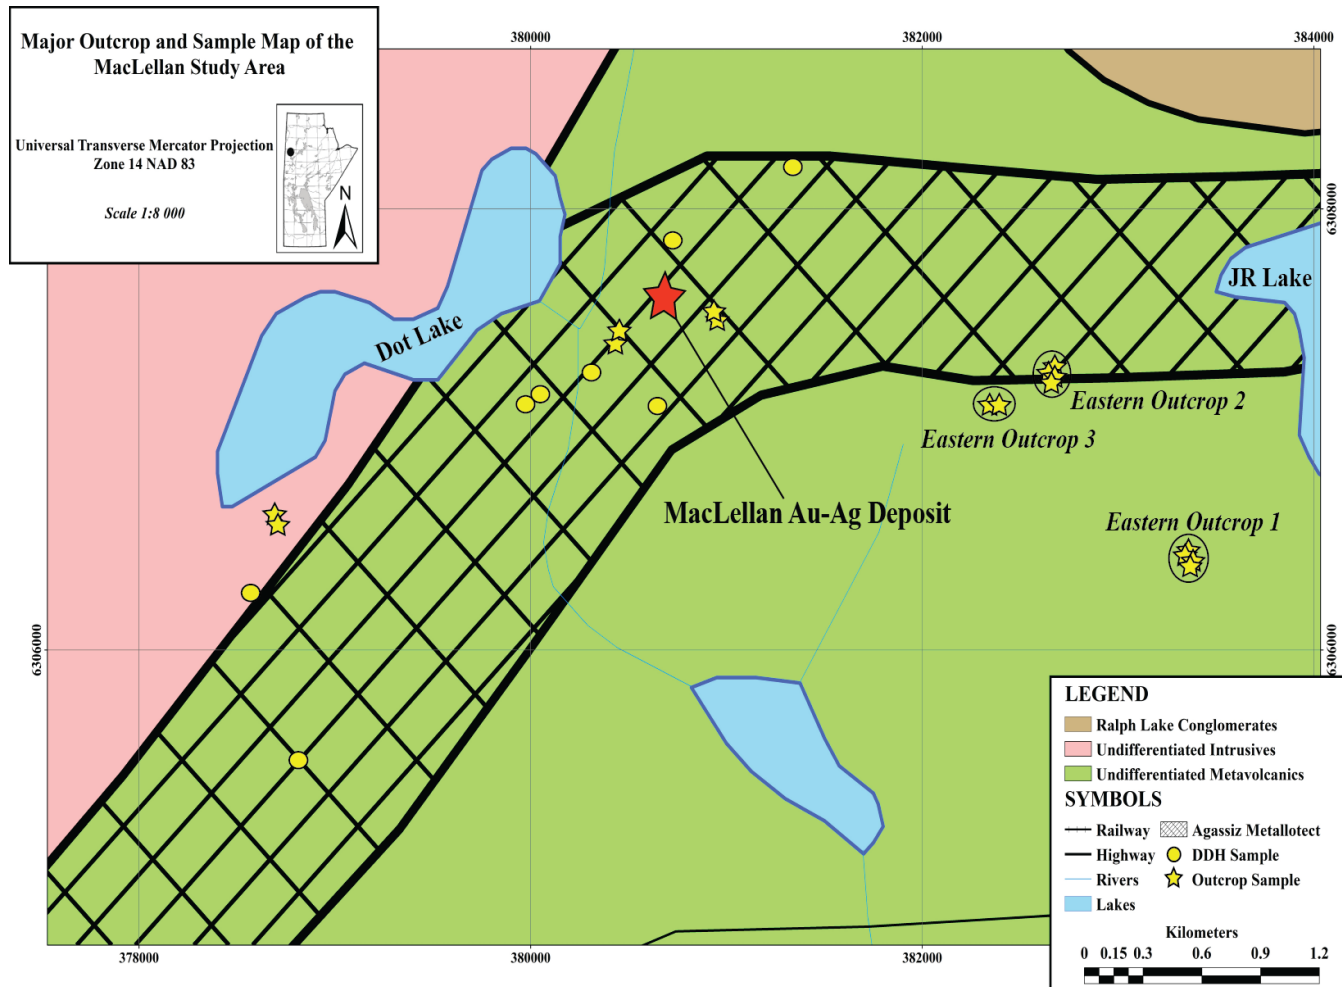 Major Outcrop and Sample Map of the
MacLellan Study Area
Universal Transverse Mercator Projection
Zone 14 NAD 83
Scale 1:8 000
N
380000
382000
384000
6308000
JR Lake
Dot Lake
Eastern Outcrop 2
Eastern Outcrop 3
MacLellan Au-Ag Deposit
Eastern Outcrop 1
6306000
6306000
LEGEND
Ralph Lake Conglomerates
Undifferentiated Intrusives
Undifferentiated Metavolcanics
SYMBOLS
Railway
Agassiz Metallotect
Highway
DDH Sample
Rivers
Outcrop Sample
Lakes
Kilometers
0 0.15 0.3 0.6 0.9 1.2
378000
380000
382000